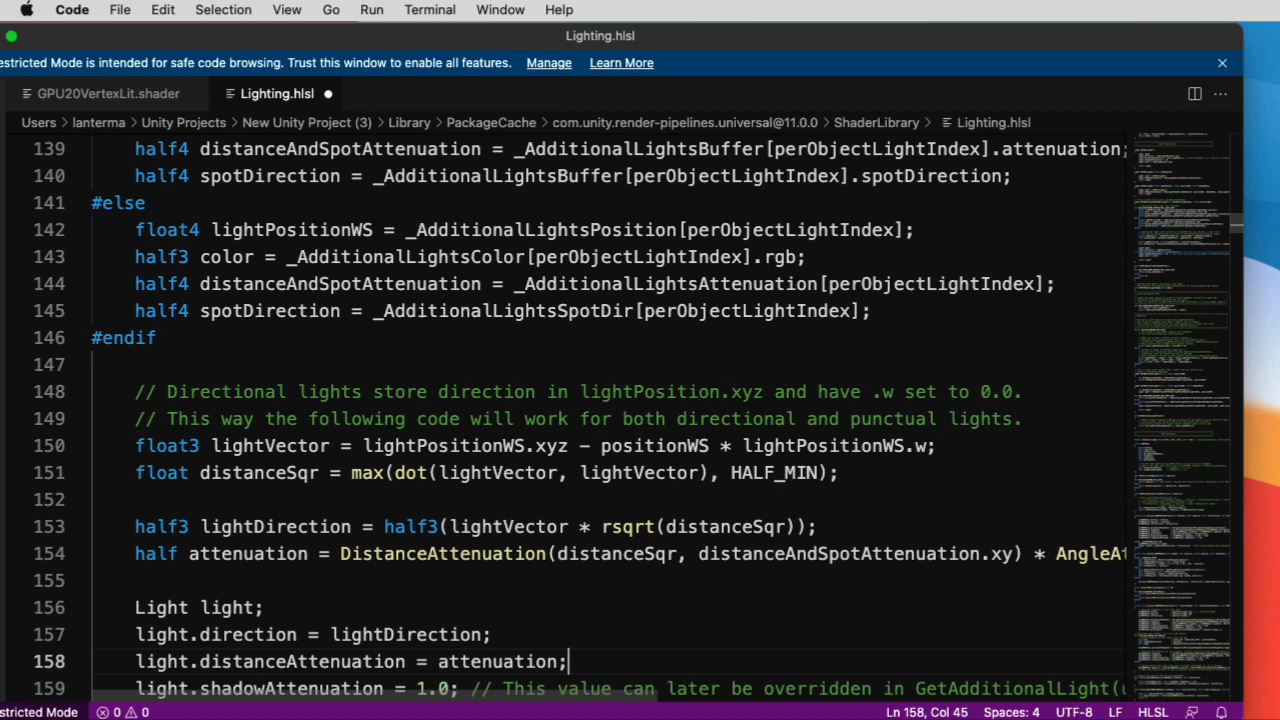 Code File Edit Selection View Go Run Terminal Window Help
Lighting.hlsl
estricted Mode is intended for safe code browsing. Trust this window to enable all features. Manage Learn More
GPU20VertexLit.shader Lighting.hlsl
Users > lanterma > Unity Projects > New Unity Project (3) > Library > PackageCache > com.unity.render-pipelines.universal@11.0.0 > ShaderLibrary > Lighting.hlsl
139 half4 distanceAndSpotAttenuation = _AdditionalLightsBuffer[perObjectLightIndex].attenuation;
140 half4 spotDirection = _AdditionalLightsBuffer[perObjectLightIndex].spotDirection;
141 #else
142 float4 lightPositionWS = _AdditionalLightsPosition[perObjectLightIndex];
143 half3 color = _AdditionalLightsColor[perObjectLightIndex].rgb;
144 half4 distanceAndSpotAttenuation = _AdditionalLightsAttenuation[perObjectLightIndex];
145 half4 spotDirection = _AdditionalLightsSpotDir[perObjectLightIndex];
146 #endif
147
148 // Directional lights store direction in lightPosition.xyz and have .w set to 0.0.
149 // This way the following code will work for both directional and punctual lights.
150 float3 lightVector = lightPositionWS.xyz - positionWS * lightPositionWS.w;
151 float distanceSqr = max(dot(lightVector, lightVector), HALF_MIN);
152
153 half3 lightDirection = half3(lightVector * rsqrt(distanceSqr));
154 half attenuation = DistanceAttenuation(distanceSqr, distanceAndSpotAttenuation.xy) * AngleAt
155
156 Light light;
157 light.direction = lightDirection;
158 light.distanceAttenuation = attenuation;
159 light.shadowAttenuation = 1.0; // This value can later be overridden in GetAdditionalLight(u
estricted Mode 0 0 Ln 158, Col 45 Spaces: 4 UTF-8 LF HLSL